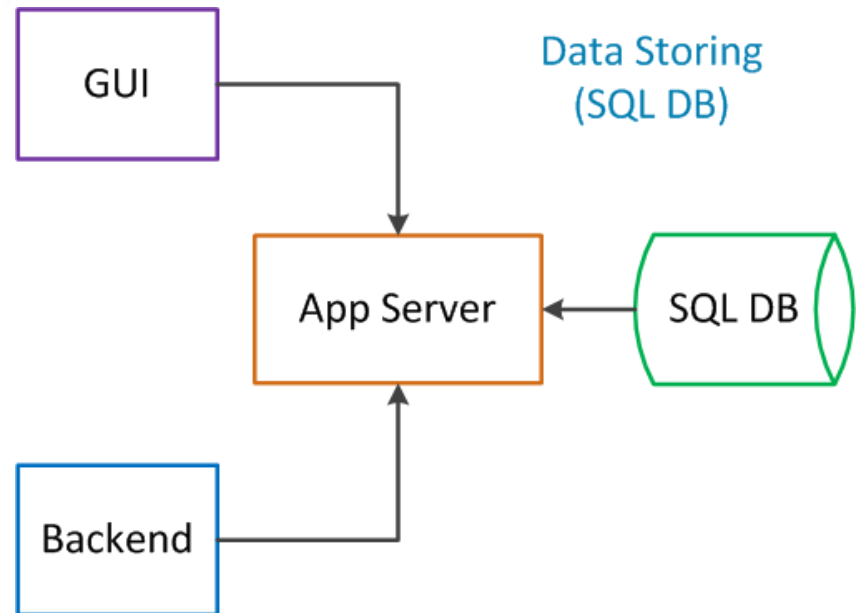 GUI
Data Storing
(SQL DB)
App Server
SQL DB
Backend